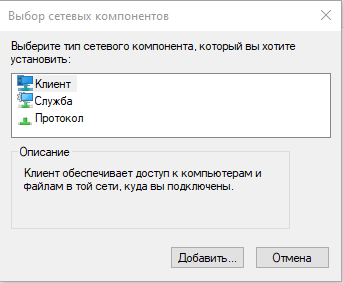 Выбор сетевых компонентов
Выберите тип сетевого компонента, который вы хотите
установить:
Клиент
Служба
Протокол
Описание
Клиент обеспечивает доступ к компьютерам и
файлам в той сети, куда вы подключены.
Добавить...
Отмена